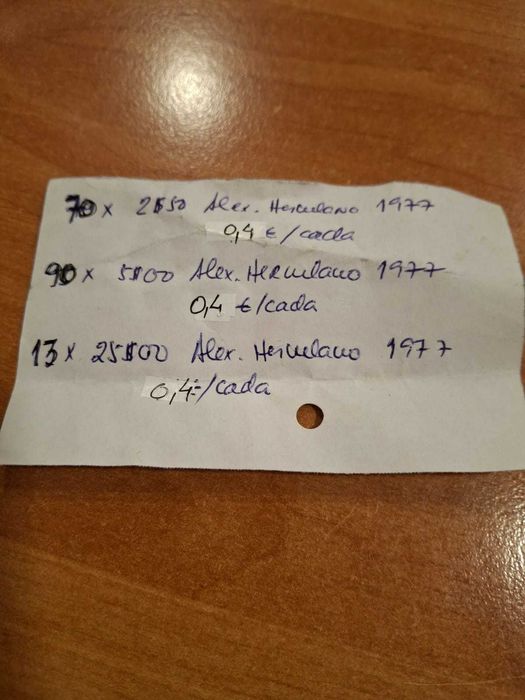 70 x 2$50 Alex. Herculano 1977
0,4 €/cada
90 x 5$00 Alex. Herculano 1977
0,4 €/cada
13 x 25$00 Alex. Herculano 1977
0,4€/cada